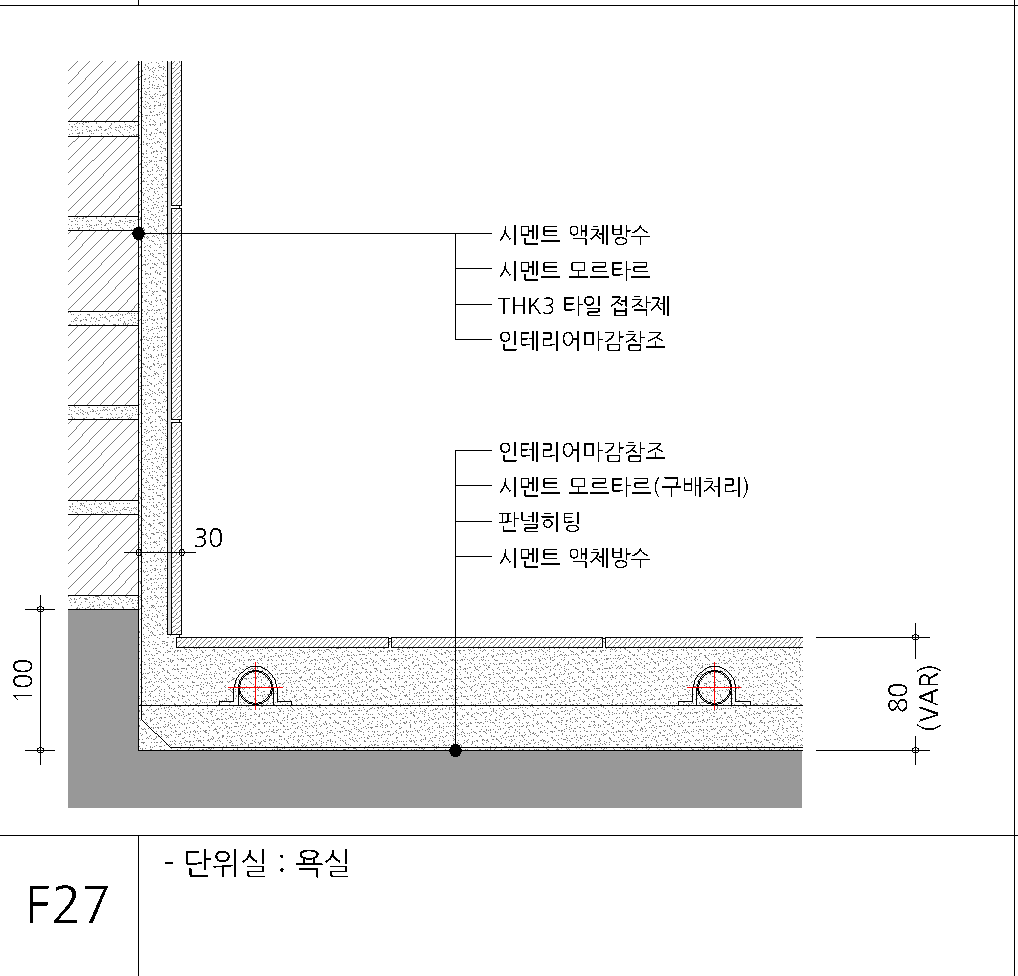 시멘트 액체방수
시멘트 모르타르
THK3 타일 접착제
인테리어마감참조
인테리어마감참조
시멘트 모르타르(구배처리)
판넬히팅
시멘트 액체방수
30
100
80
(VAR)
- 단위실 : 욕실
F27